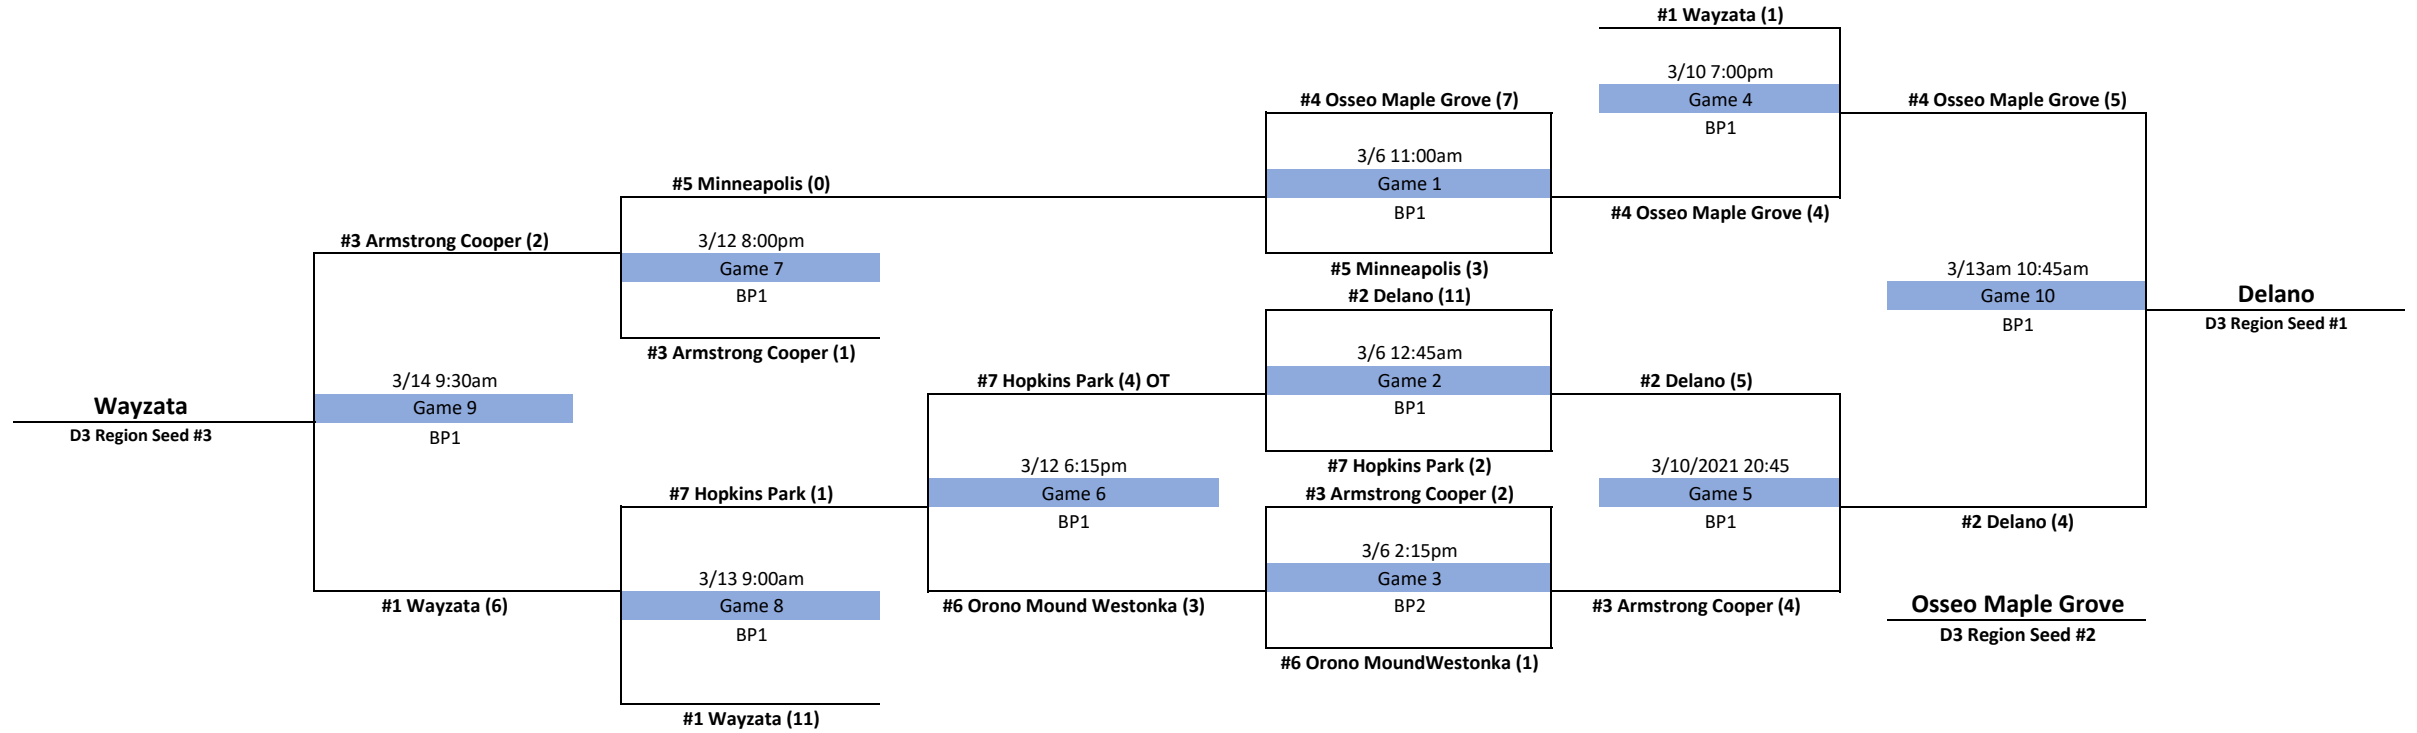 #1 Wayzata (1)
3/10 7:00pm
#4 Osseo Maple Grove (7)
Game 4
#4 Osseo Maple Grove (5)
BP1
3/6 11:00am
#5 Minneapolis (0)
Game 1
BP1
#4 Osseo Maple Grove (4)
#3 Armstrong Cooper (2)
3/12 8:00pm
Game 7
#5 Minneapolis (3)
3/13am 10:45am
BP1
#2 Delano (11)
Game 10
Delano
BP1
D3 Region Seed #1
#3 Armstrong Cooper (1)
3/6 12:45am
3/14 9:30am
#7 Hopkins Park (4) OT
Game 2
#2 Delano (5)
Wayzata
Game 9
BP1
D3 Region Seed #3
BP1
3/12 6:15pm
#7 Hopkins Park (2)
3/10/2021 20:45
#7 Hopkins Park (1)
Game 6
#3 Armstrong Cooper (2)
Game 5
BP1
BP1
#2 Delano (4)
3/6 2:15pm
3/13 9:00am
Game 3
#1 Wayzata (6)
Game 8
#6 Orono Mound Westonka (3)
BP2
#3 Armstrong Cooper (4)
Osseo Maple Grove
BP1
D3 Region Seed #2
#6 Orono MoundWestonka (1)
#1 Wayzata (11)